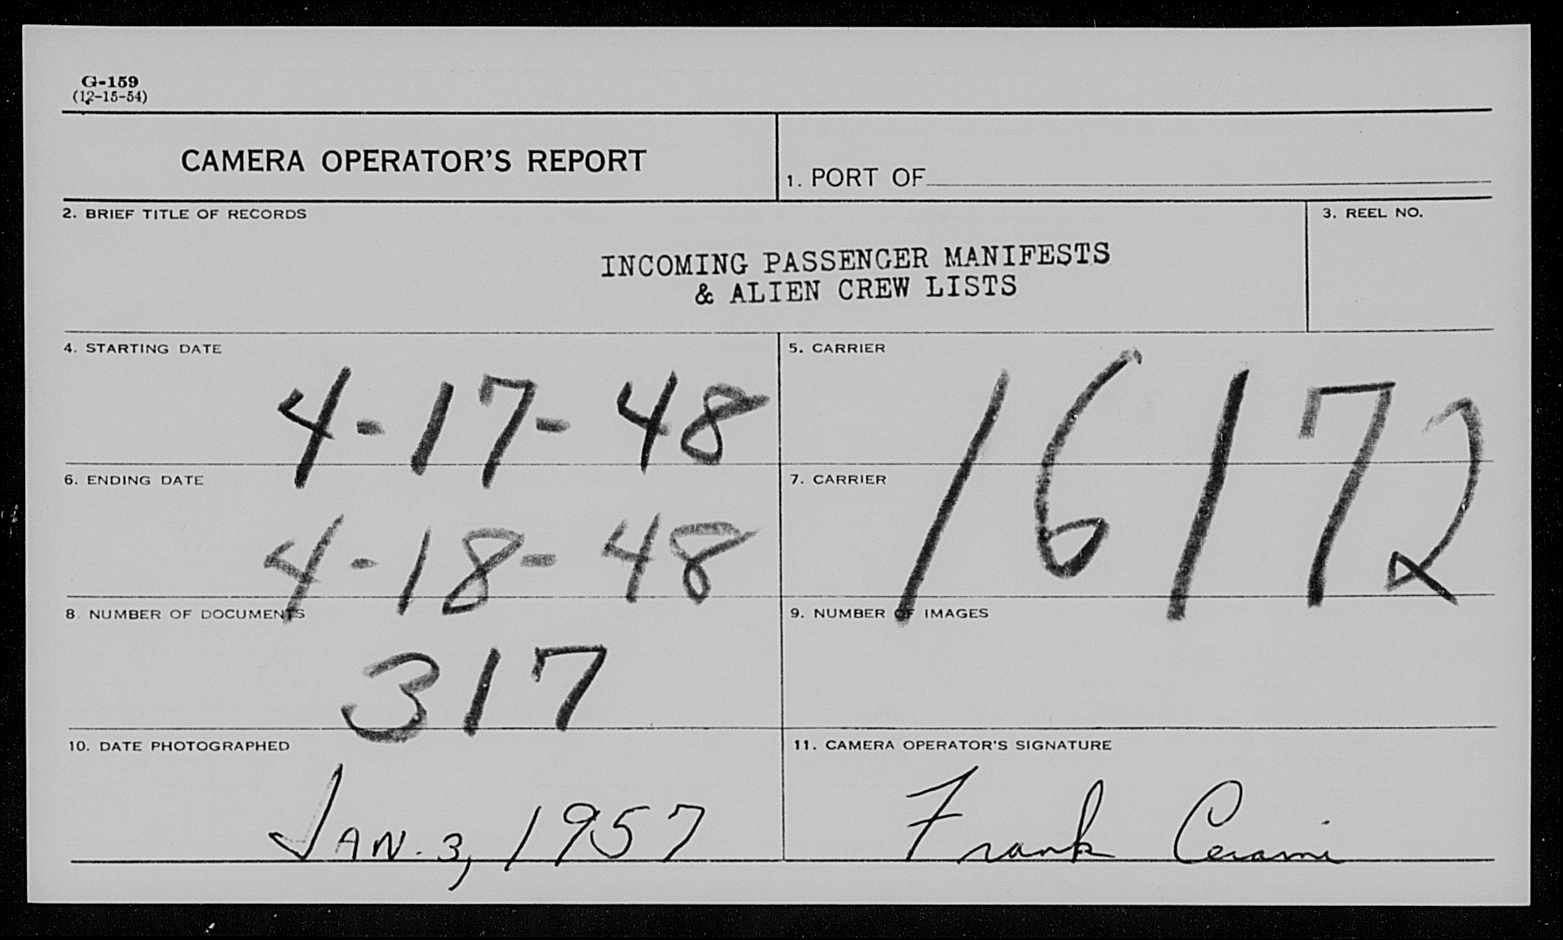 G-159
(12-15-54)
CAMERA OPERATOR'S REPORT
1. PORT OF
2. BRIEF TITLE OF RECORDS
INCOMING PASSENGER MANIFESTS
& ALIEN CREW LISTS
3. REEL NO.
4. STARTING DATE
4-17-48
5. CARRIER
16172
6. ENDING DATE
4-18-48
7. CARRIER
8. NUMBER OF DOCUMENTS
317
9. NUMBER OF IMAGES
10. DATE PHOTOGRAPHED
JAN. 3, 1957
11. CAMERA OPERATOR'S SIGNATURE
Frank Cerami